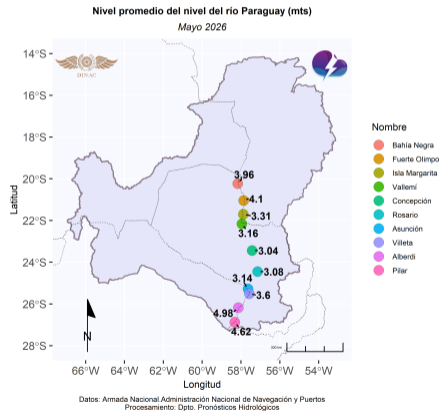 Nivel promedio del nivel del río Paraguay (mts)
Mayo 2026
DINAC
14°S
16°S
18°S
20°S
22°S
24°S
26°S
28°S
Latitud
3.96
4.1
3.31
3.16
3.04
3.08
3.14
3.6
4.98
4.62
N
66°W 64°W 62°W 60°W 58°W 56°W 54°W
Longitud
Nombre
Bahía Negra
Fuerte Olimpo
Isla Margarita
Vallemí
Concepción
Rosario
Asunción
Villeta
Alberdi
Pilar
Datos: Armada Nacional.Administración Nacional de Navegación y Puertos
Procesamiento: Dpto. Pronósticos Hidrológicos